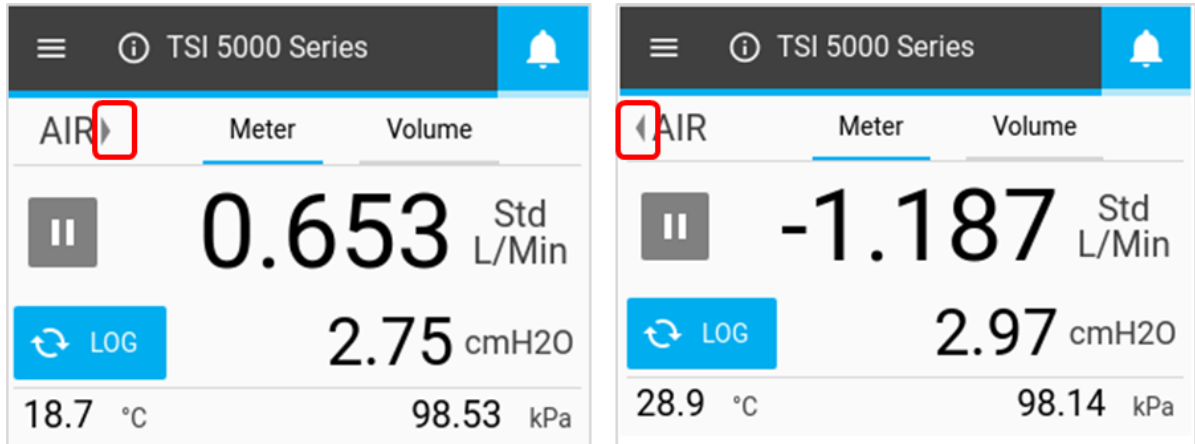 TSI 5000 Series
AIR Meter Volume
0.653 Std L/Min
LOG 2.75 cmH2O
18.7 °C 98.53 kPa
TSI 5000 Series
AIR Meter Volume
-1.187 Std L/Min
LOG 2.97 cmH2O
28.9 °C 98.14 kPa